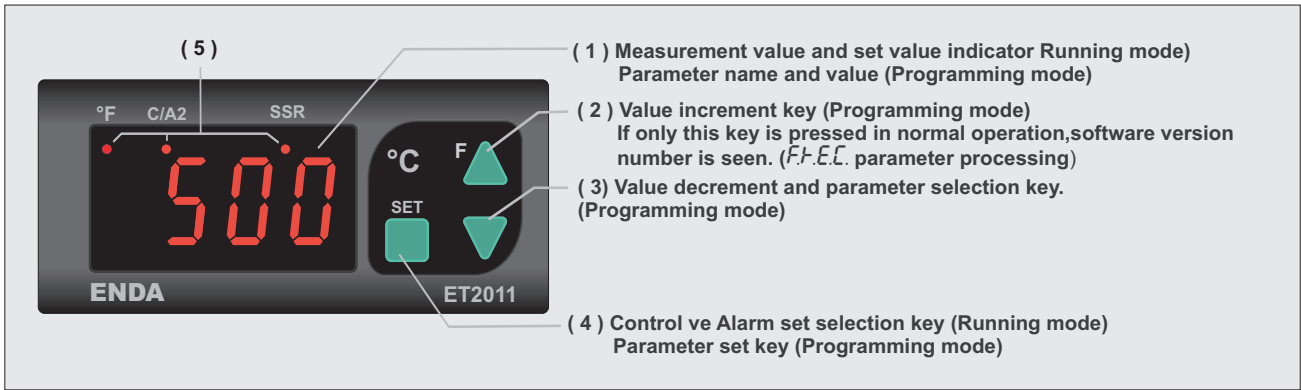 ( 5 )
( 1 ) Measurement value and set value indicator Running mode)
Parameter name and value (Programming mode)
°F C/A2 SSR
( 2 ) Value increment key (Programming mode)
If only this key is pressed in normal operation,software version
number is seen. (F.t.E.C. parameter processing)
°C F
500
( 3) Value decrement and parameter selection key.
(Programming mode)
SET
ENDA ET2011
( 4 ) Control ve Alarm set selection key (Running mode)
Parameter set key (Programming mode)